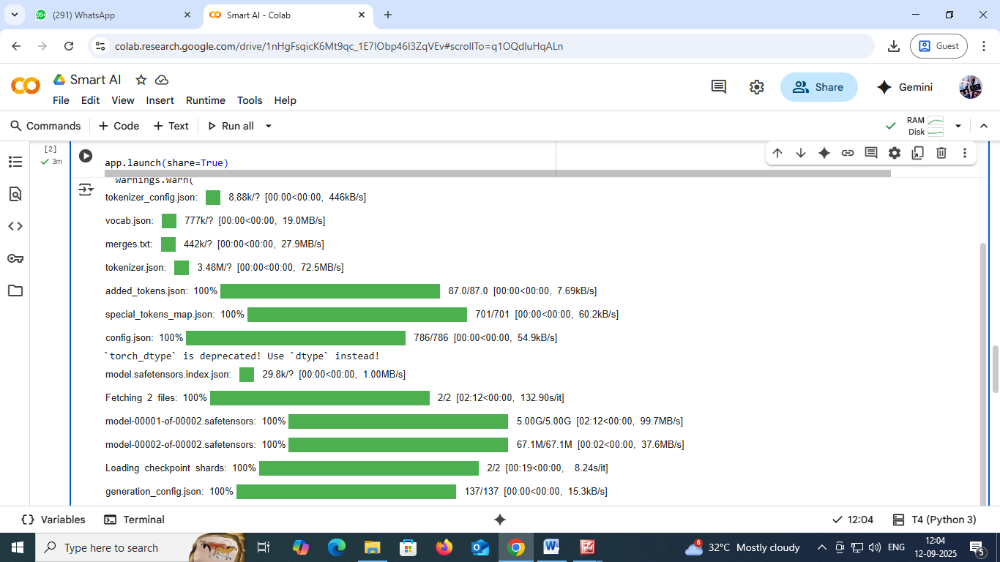 (291) WhatsApp
Smart AI - Colab
colab.research.google.com/drive/1nHgFsqicK6Mt9qc_1E7IObp46I3ZqVEv#scrollTo=q1OQdIuHqALn
Guest
Smart AI
File Edit View Insert Runtime Tools Help
Share
Gemini
Commands + Code + Text Run all
RAM
Disk
[2]
3m
app.launch(share=True)
warnings.warn(
tokenizer_config.json: 8.88k/? [00:00<00:00, 446kB/s]
vocab.json: 777k/? [00:00<00:00, 19.0MB/s]
merges.txt: 442k/? [00:00<00:00, 27.9MB/s]
tokenizer.json: 3.48M/? [00:00<00:00, 72.5MB/s]
added_tokens.json: 100% 87.0/87.0 [00:00<00:00, 7.69kB/s]
special_tokens_map.json: 100% 701/701 [00:00<00:00, 60.2kB/s]
config.json: 100% 786/786 [00:00<00:00, 54.9kB/s]
`torch_dtype` is deprecated! Use `dtype` instead!
model.safetensors.index.json: 29.8k/? [00:00<00:00, 1.00MB/s]
Fetching 2 files: 100% 2/2 [02:12<00:00, 132.90s/it]
model-00001-of-00002.safetensors: 100% 5.00G/5.00G [02:12<00:00, 99.7MB/s]
model-00002-of-00002.safetensors: 100% 67.1M/67.1M [00:02<00:00, 37.6MB/s]
Loading checkpoint shards: 100% 2/2 [00:19<00:00, 8.24s/it]
generation_config.json: 100% 137/137 [00:00<00:00, 15.3kB/s]
Variables Terminal
12:04
T4 (Python 3)
Type here to search
6
32°C Mostly cloudy
ENG
12:04
12-09-2025
5